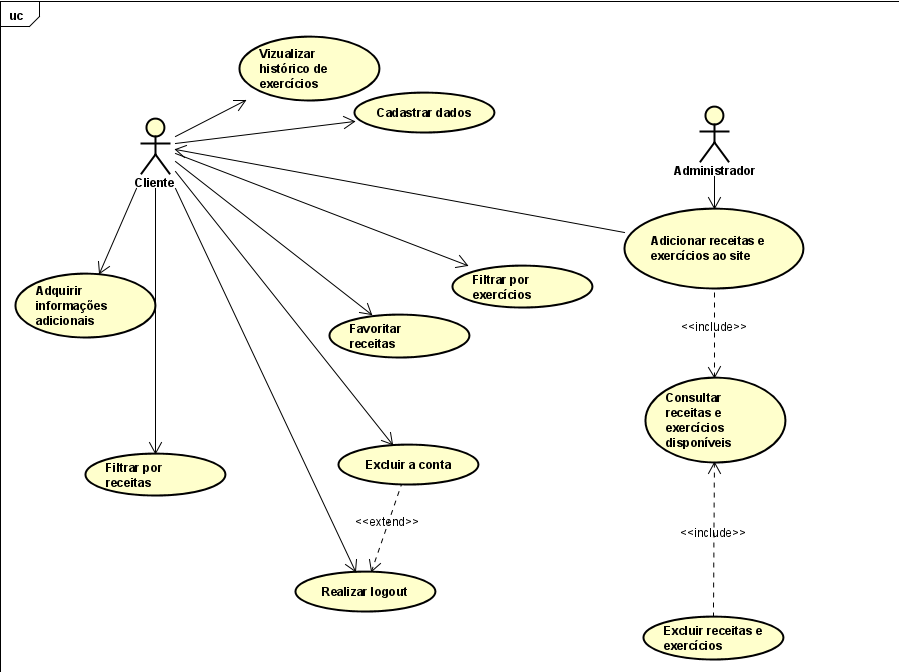 uc
Vizualizar
histórico de
exercícios
Cadastrar dados
Cliente
Administrador
Adicionar receitas e
exercícios ao site
Adquirir
informações
adicionais
Filtrar por
exercícios
Favoritar
receitas
<<include>>
Consultar
receitas e
exercícios
disponíveis
Filtrar por
receitas
Excluir a conta
<<extend>>
<<include>>
Realizar logout
Excluir receitas e
exercícios